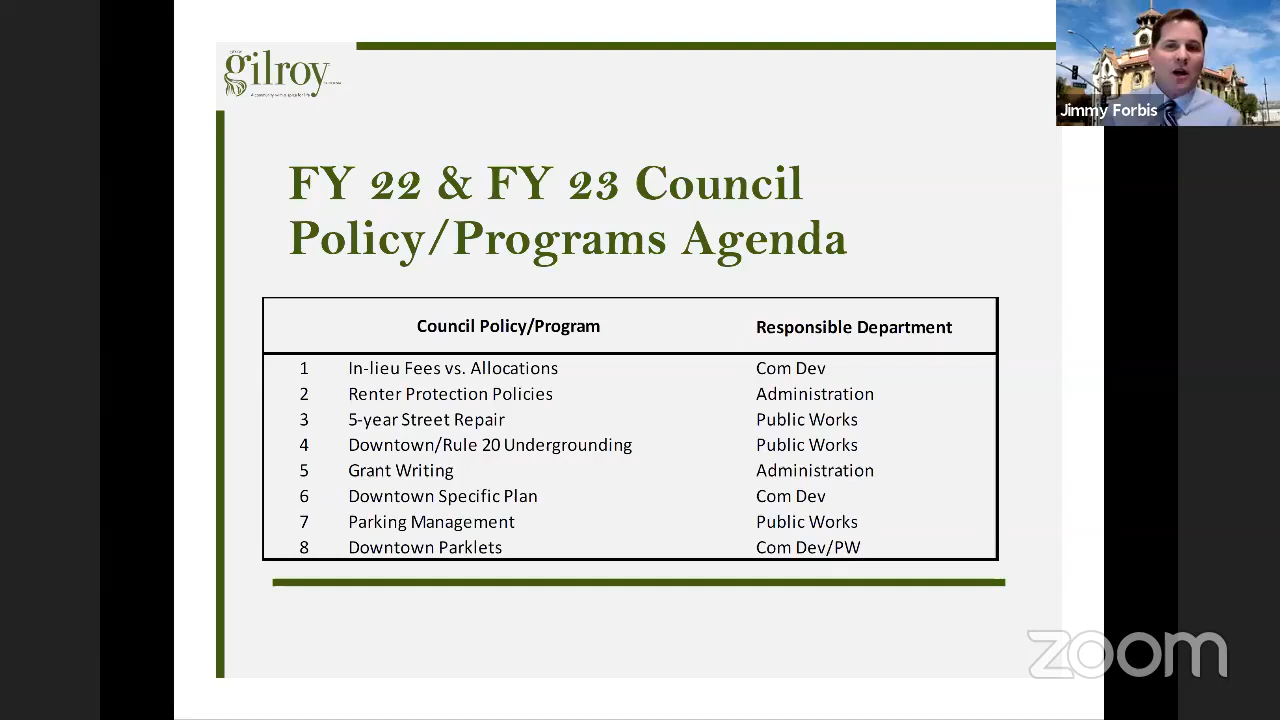 gilroy
Jimmy Forbis
FY 22 & FY 23 Council
Policy/Programs Agenda
Council Policy/Program Responsible Department
1 In-lieu Fees vs. Allocations Com Dev
2 Renter Protection Policies Administration
3 5-year Street Repair Public Works
4 Downtown/Rule 20 Undergrounding Public Works
5 Grant Writing Administration
6 Downtown Specific Plan Com Dev
7 Parking Management Public Works
8 Downtown Parklets Com Dev/PW
zoom